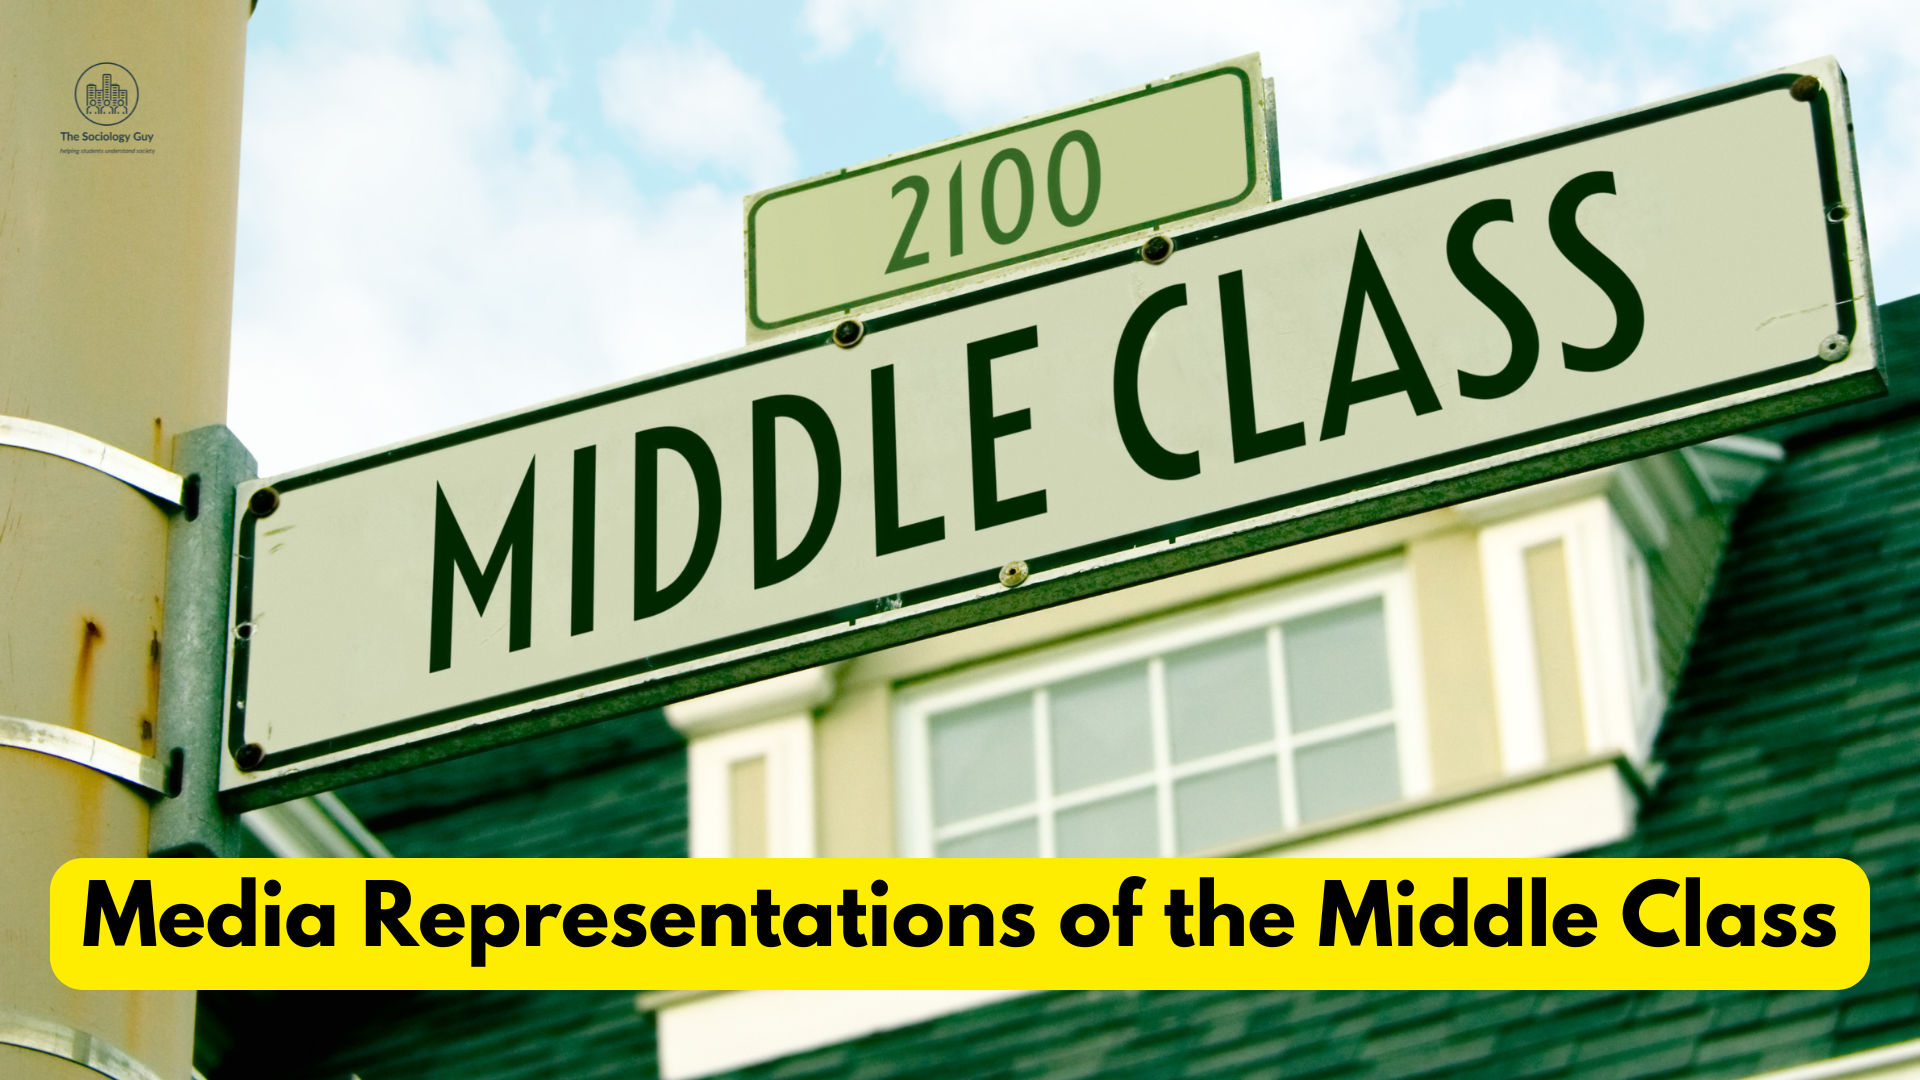 The Sociology Guy
helping students understand society
2100
MIDDLE CLASS
Media Representations of the Middle Class